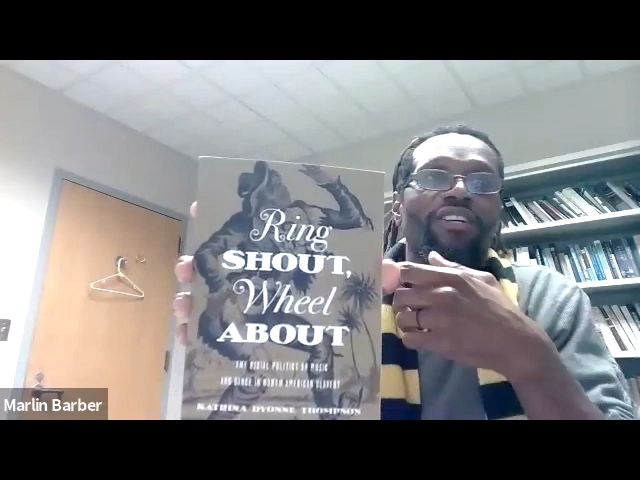 Ring
SHOUT,
Wheel
ABOUT
THE RACIAL POLITICS OF MUSIC
AND DANCE IN NORTH AMERICAN SLAVERY
KATRINA DYONNE THOMPSON
Marlin Barber